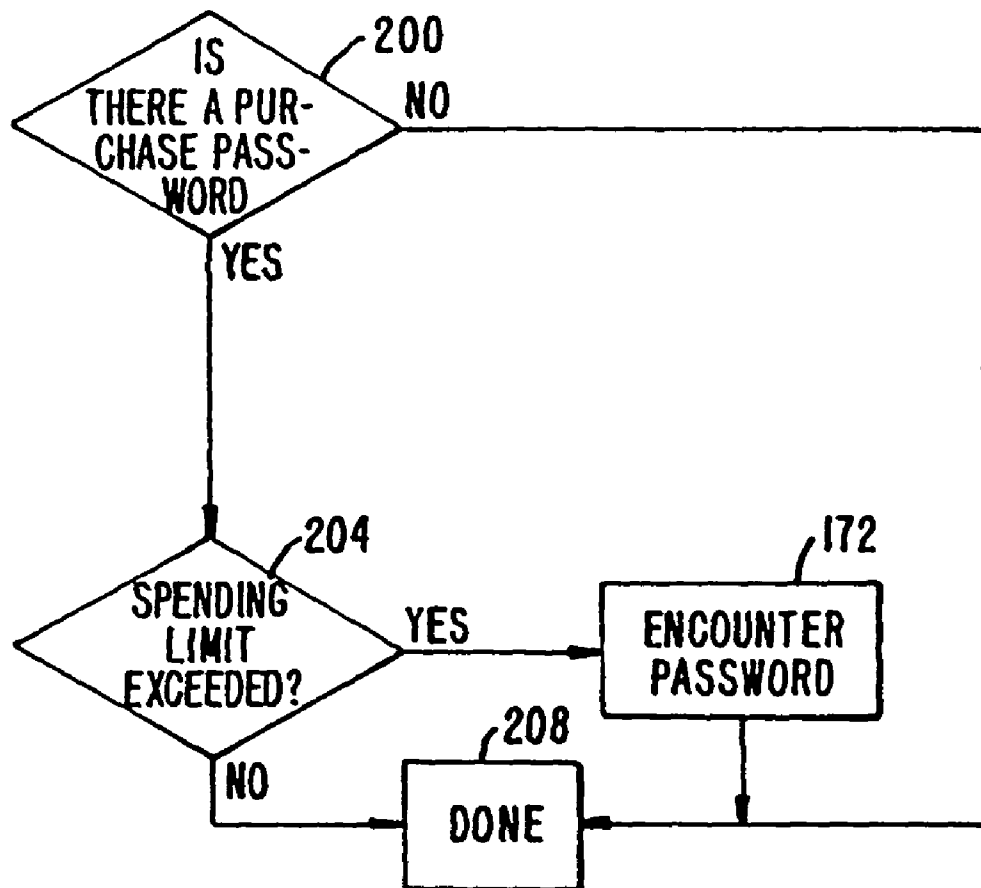 200
IS
THERE A PUR-
CHASE PASS-
WORD
NO
YES
204
SPENDING
LIMIT
EXCEEDED?
YES
172
ENCOUNTER
PASSWORD
NO
208
DONE